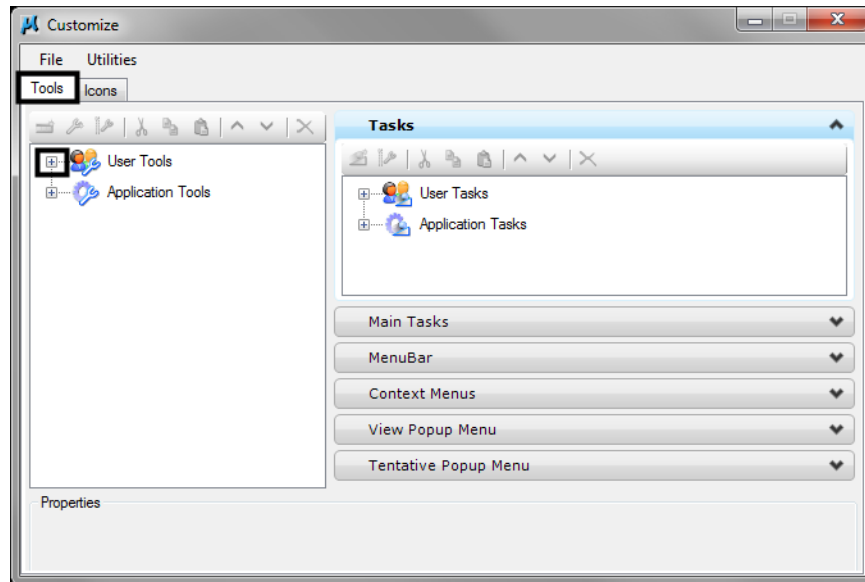 Customize
File Utilities
Tools Icons
User Tools
Application Tools
Tasks
User Tasks
Application Tasks
Main Tasks
MenuBar
Context Menus
View Popup Menu
Tentative Popup Menu
Properties